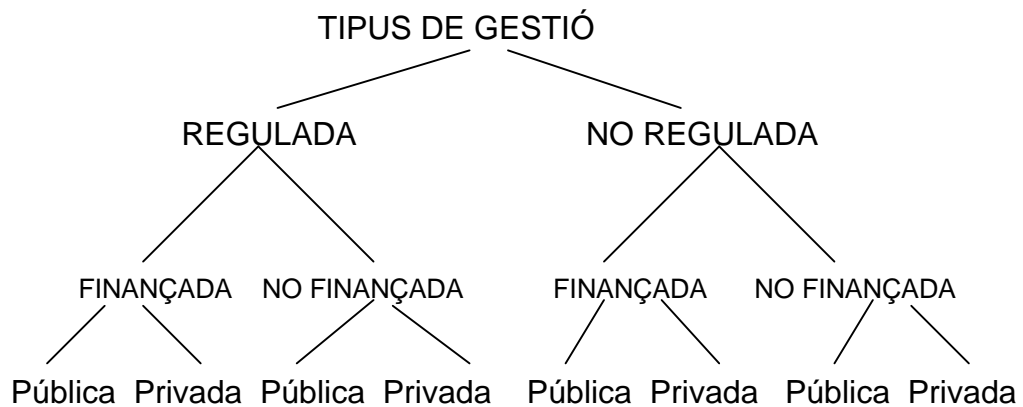 TIPUS DE GESTIÓ
REGULADA NO REGULADA
FINANÇADA NO FINANÇADA FINANÇADA NO FINANÇADA
Pública Privada Pública Privada Pública Privada Pública Privada